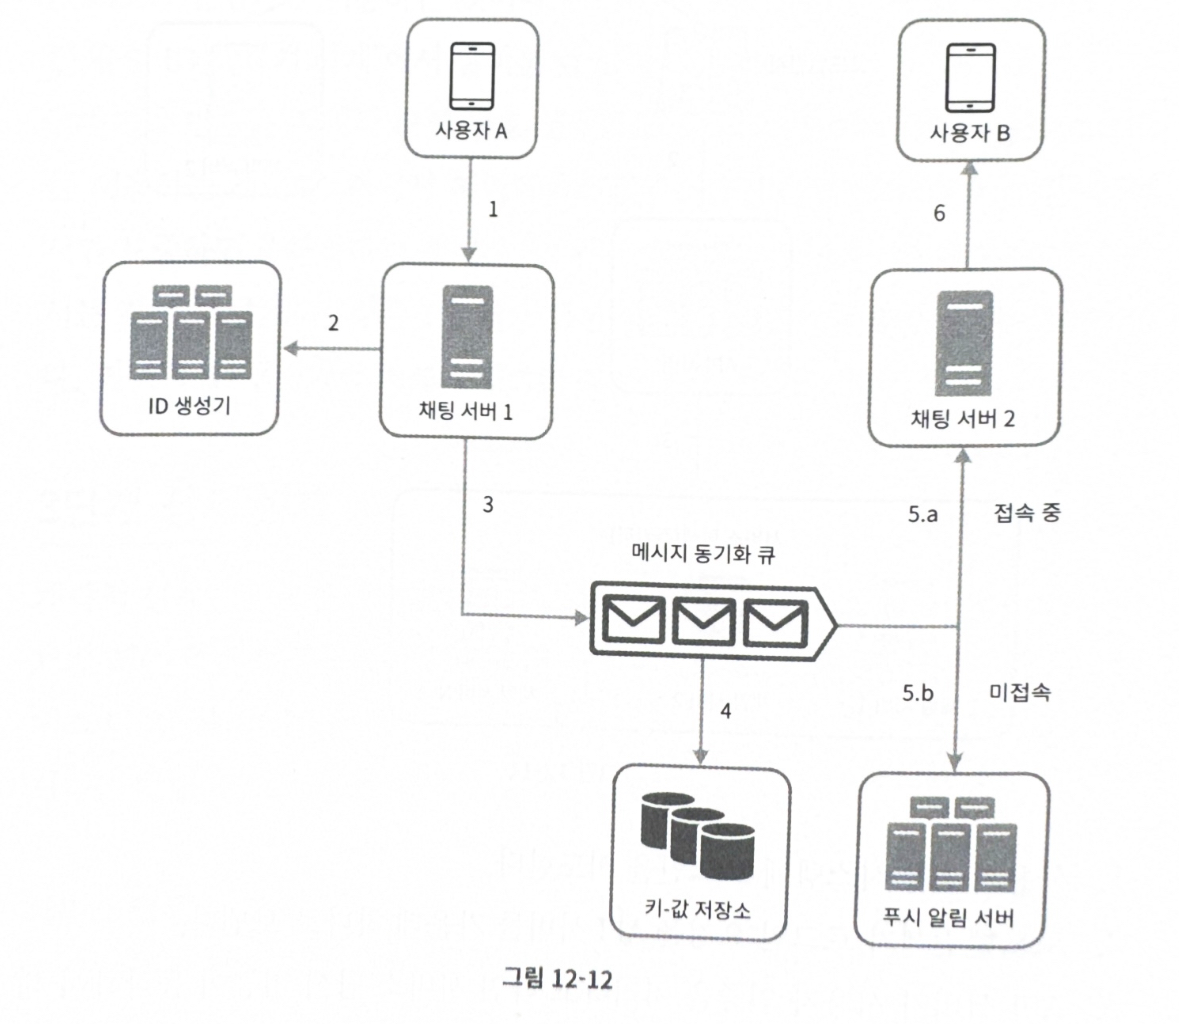 사용자 A
사용자 B
1
6
2
ID 생성기
채팅 서버 1
채팅 서버 2
3
5.a
접속 중
메시지 동기화 큐
5.b
미접속
4
키-값 저장소
푸시 알림 서버
그림 12-12